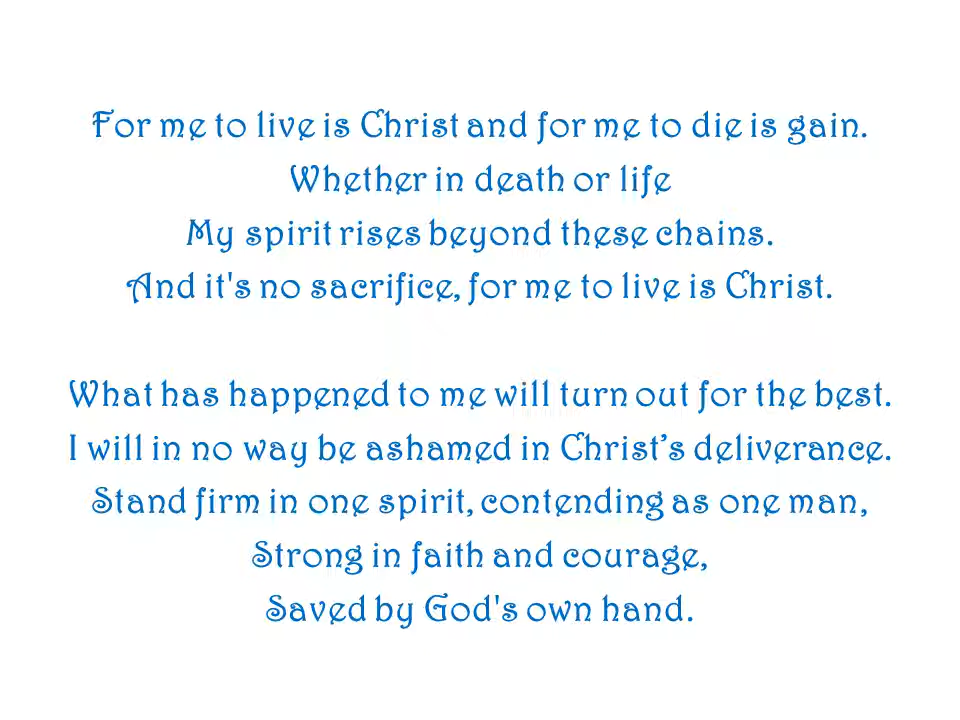 For me to live is Christ and for me to die is gain.
Whether in death or life
My spirit rises beyond these chains.
And it's no sacrifice, for me to live is Christ.
What has happened to me will turn out for the best.
I will in no way be ashamed in Christ’s deliverance.
Stand firm in one spirit, contending as one man,
Strong in faith and courage,
Saved by God's own hand.